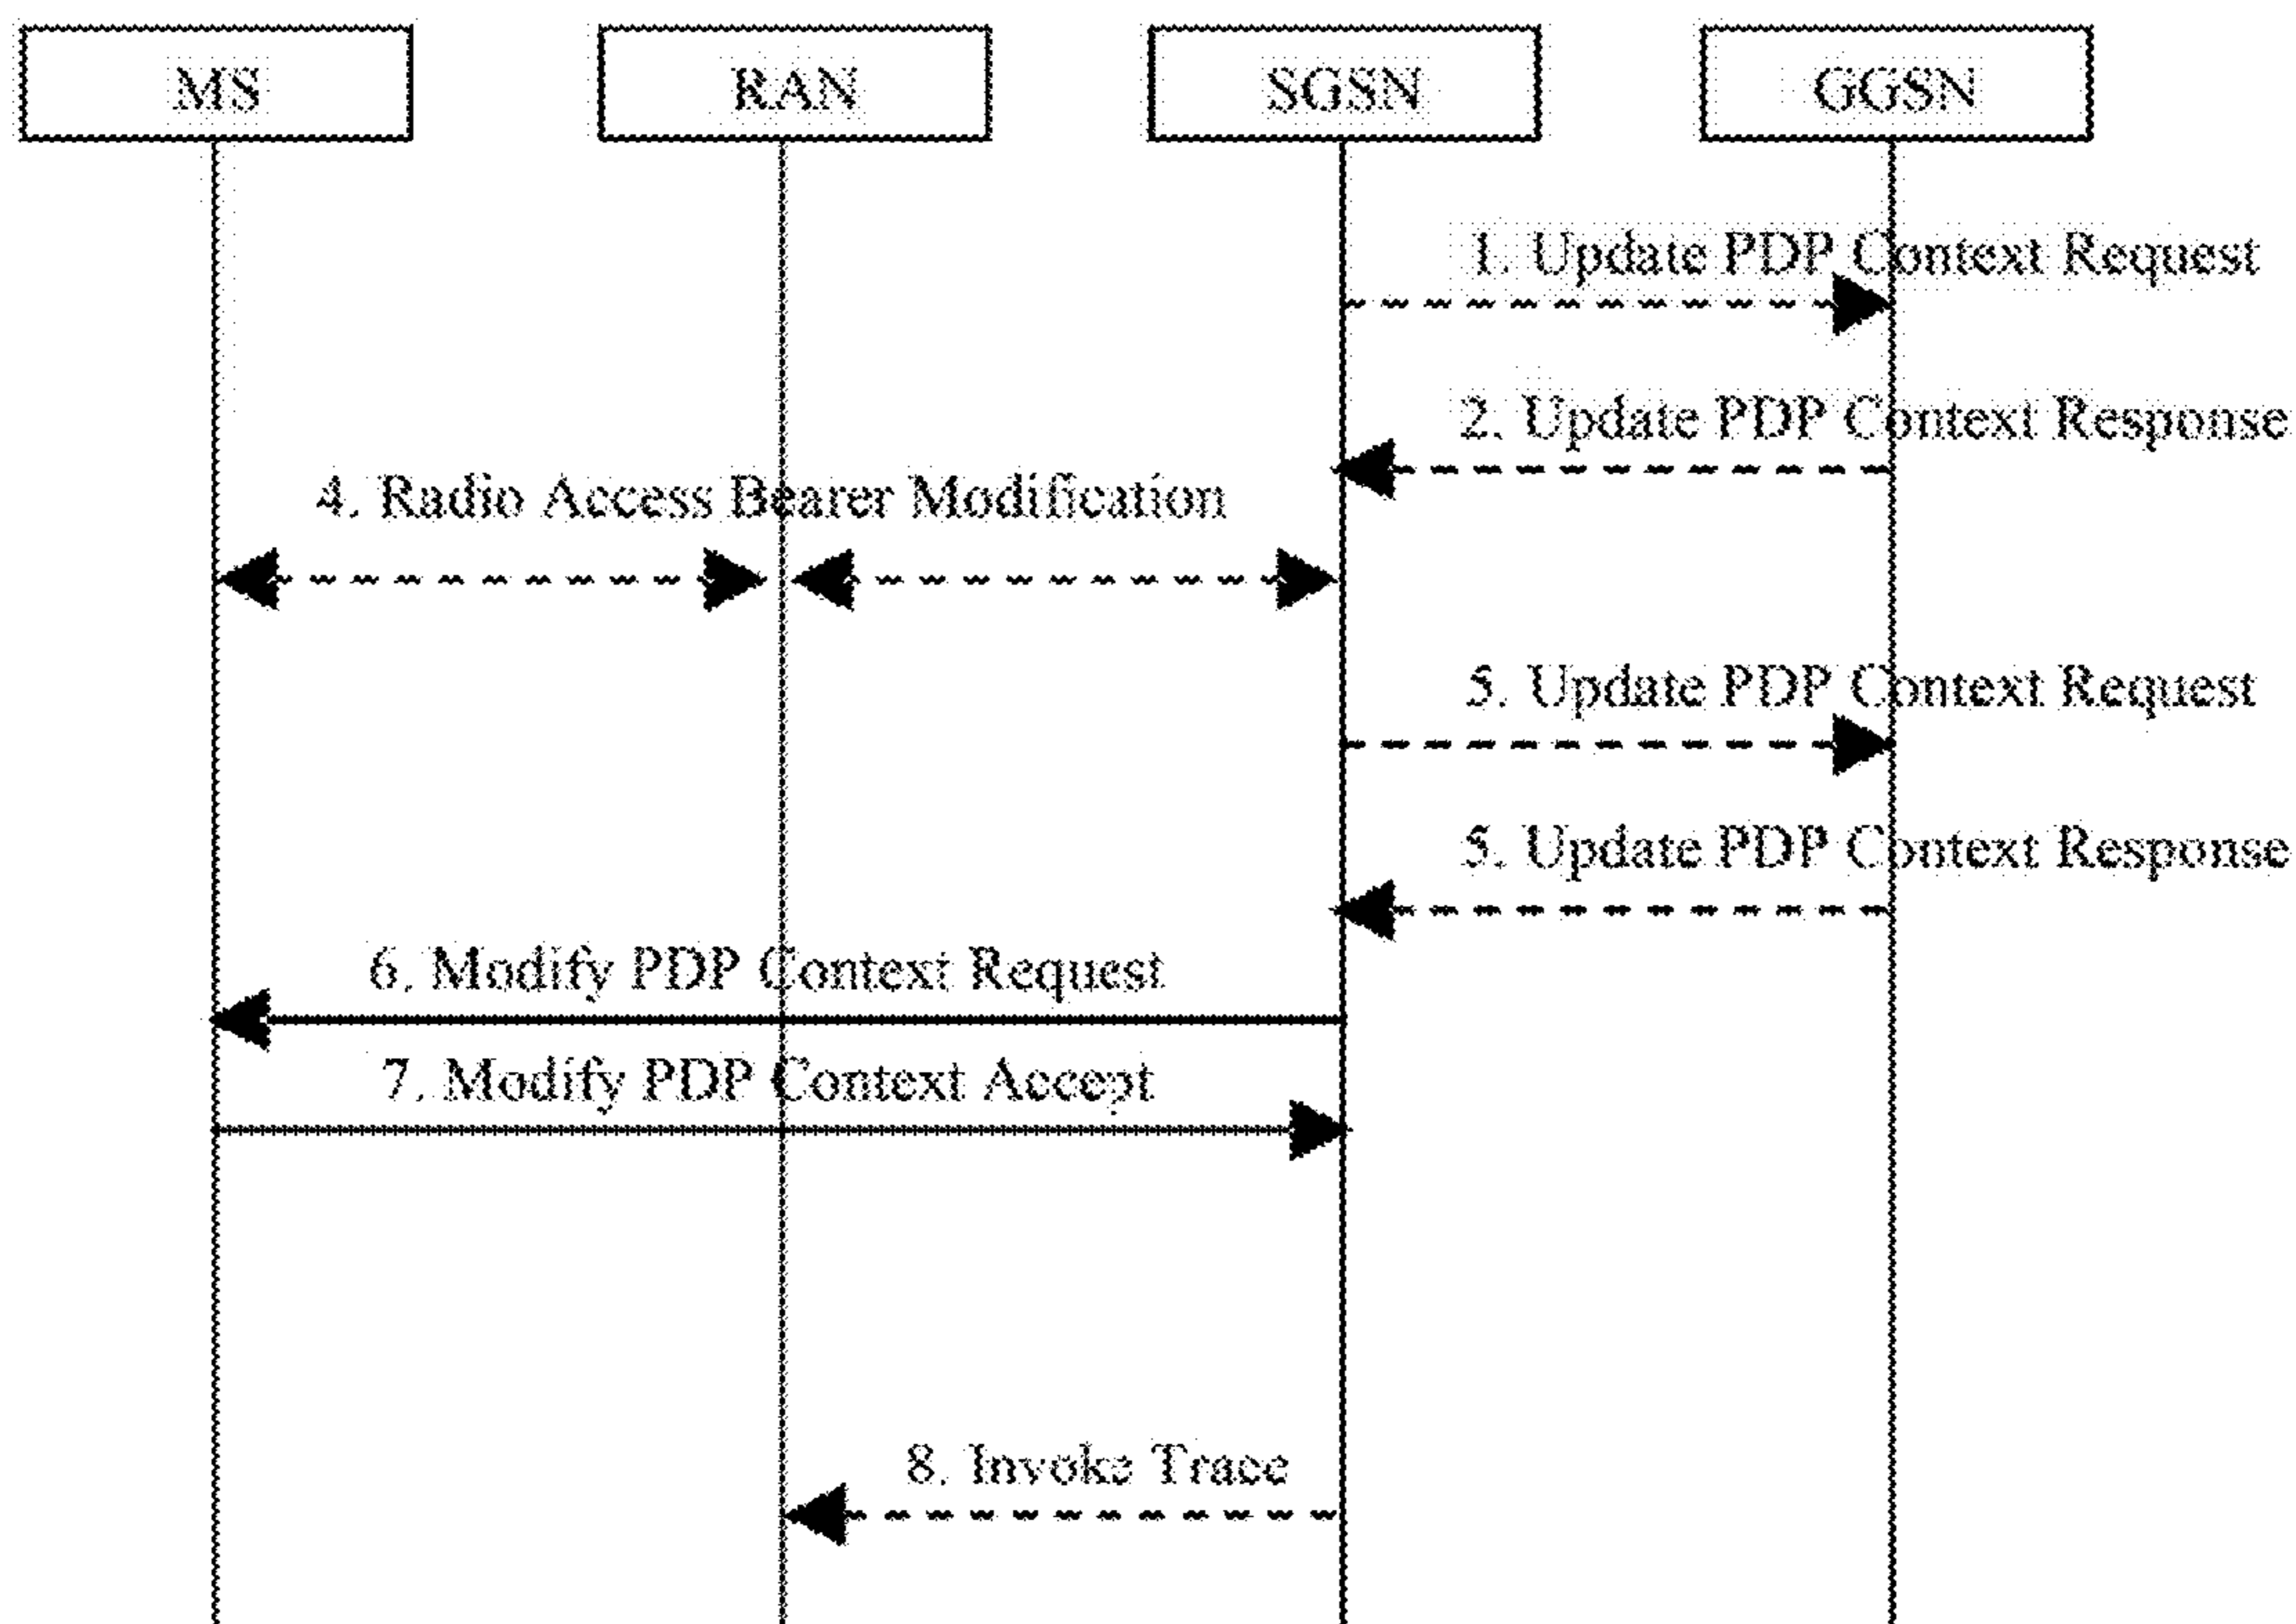 MS
RAN
SGSN
GGSN
1. Update PDP Context Request
2. Update PDP Context Response
4. Radio Access Bearer Modification
5. Update PDP Context Request
5. Update PDP Context Response
6. Modify PDP Context Request
7. Modify PDP Context Accept
8. Invoke Trace